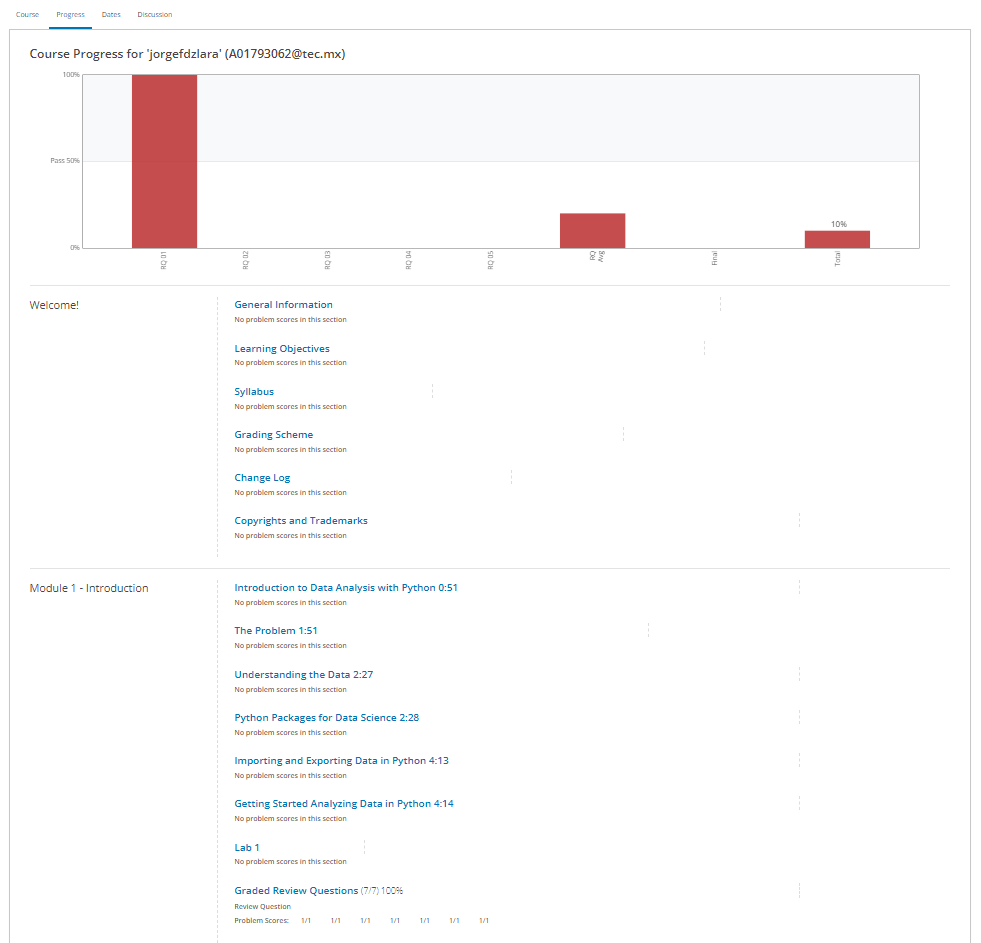 Course Progress Dates Discussion
Course Progress for 'jorgefdzlara' (A01793062@tec.mx)
100%
Pass 50%
0%
10%
RQ 01
RQ 02
RQ 03
RQ 04
RQ 05
RQ
Avg
Final
Total
Welcome!
General Information
No problem scores in this section
Learning Objectives
No problem scores in this section
Syllabus
No problem scores in this section
Grading Scheme
No problem scores in this section
Change Log
No problem scores in this section
Copyrights and Trademarks
No problem scores in this section
Module 1 - Introduction
Introduction to Data Analysis with Python 0:51
No problem scores in this section
The Problem 1:51
No problem scores in this section
Understanding the Data 2:27
No problem scores in this section
Python Packages for Data Science 2:28
No problem scores in this section
Importing and Exporting Data in Python 4:13
No problem scores in this section
Getting Started Analyzing Data in Python 4:14
No problem scores in this section
Lab 1
No problem scores in this section
Graded Review Questions (7/7) 100%
Review Question
Problem Scores: 1/1 1/1 1/1 1/1 1/1 1/1 1/1